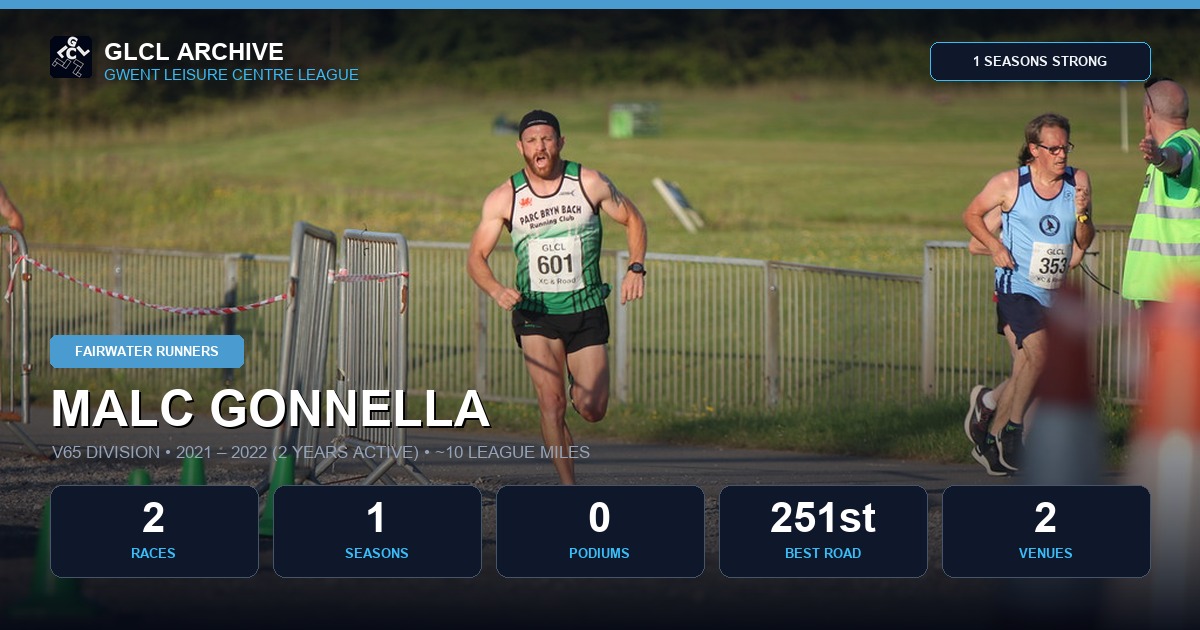 GLCL ARCHIVE
GWENT LEISURE CENTRE LEAGUE
1 SEASONS STRONG
PARC BRYN BACH
Running Club
GLCL
601
XC & Road
GLCL
353
XC & Road
FAIRWATER RUNNERS
MALC GONNELLA
V65 DIVISION • 2021 – 2022 (2 YEARS ACTIVE) • ~10 LEAGUE MILES
2
RACES
1
SEASONS
0
PODIUMS
251st
BEST ROAD
2
VENUES